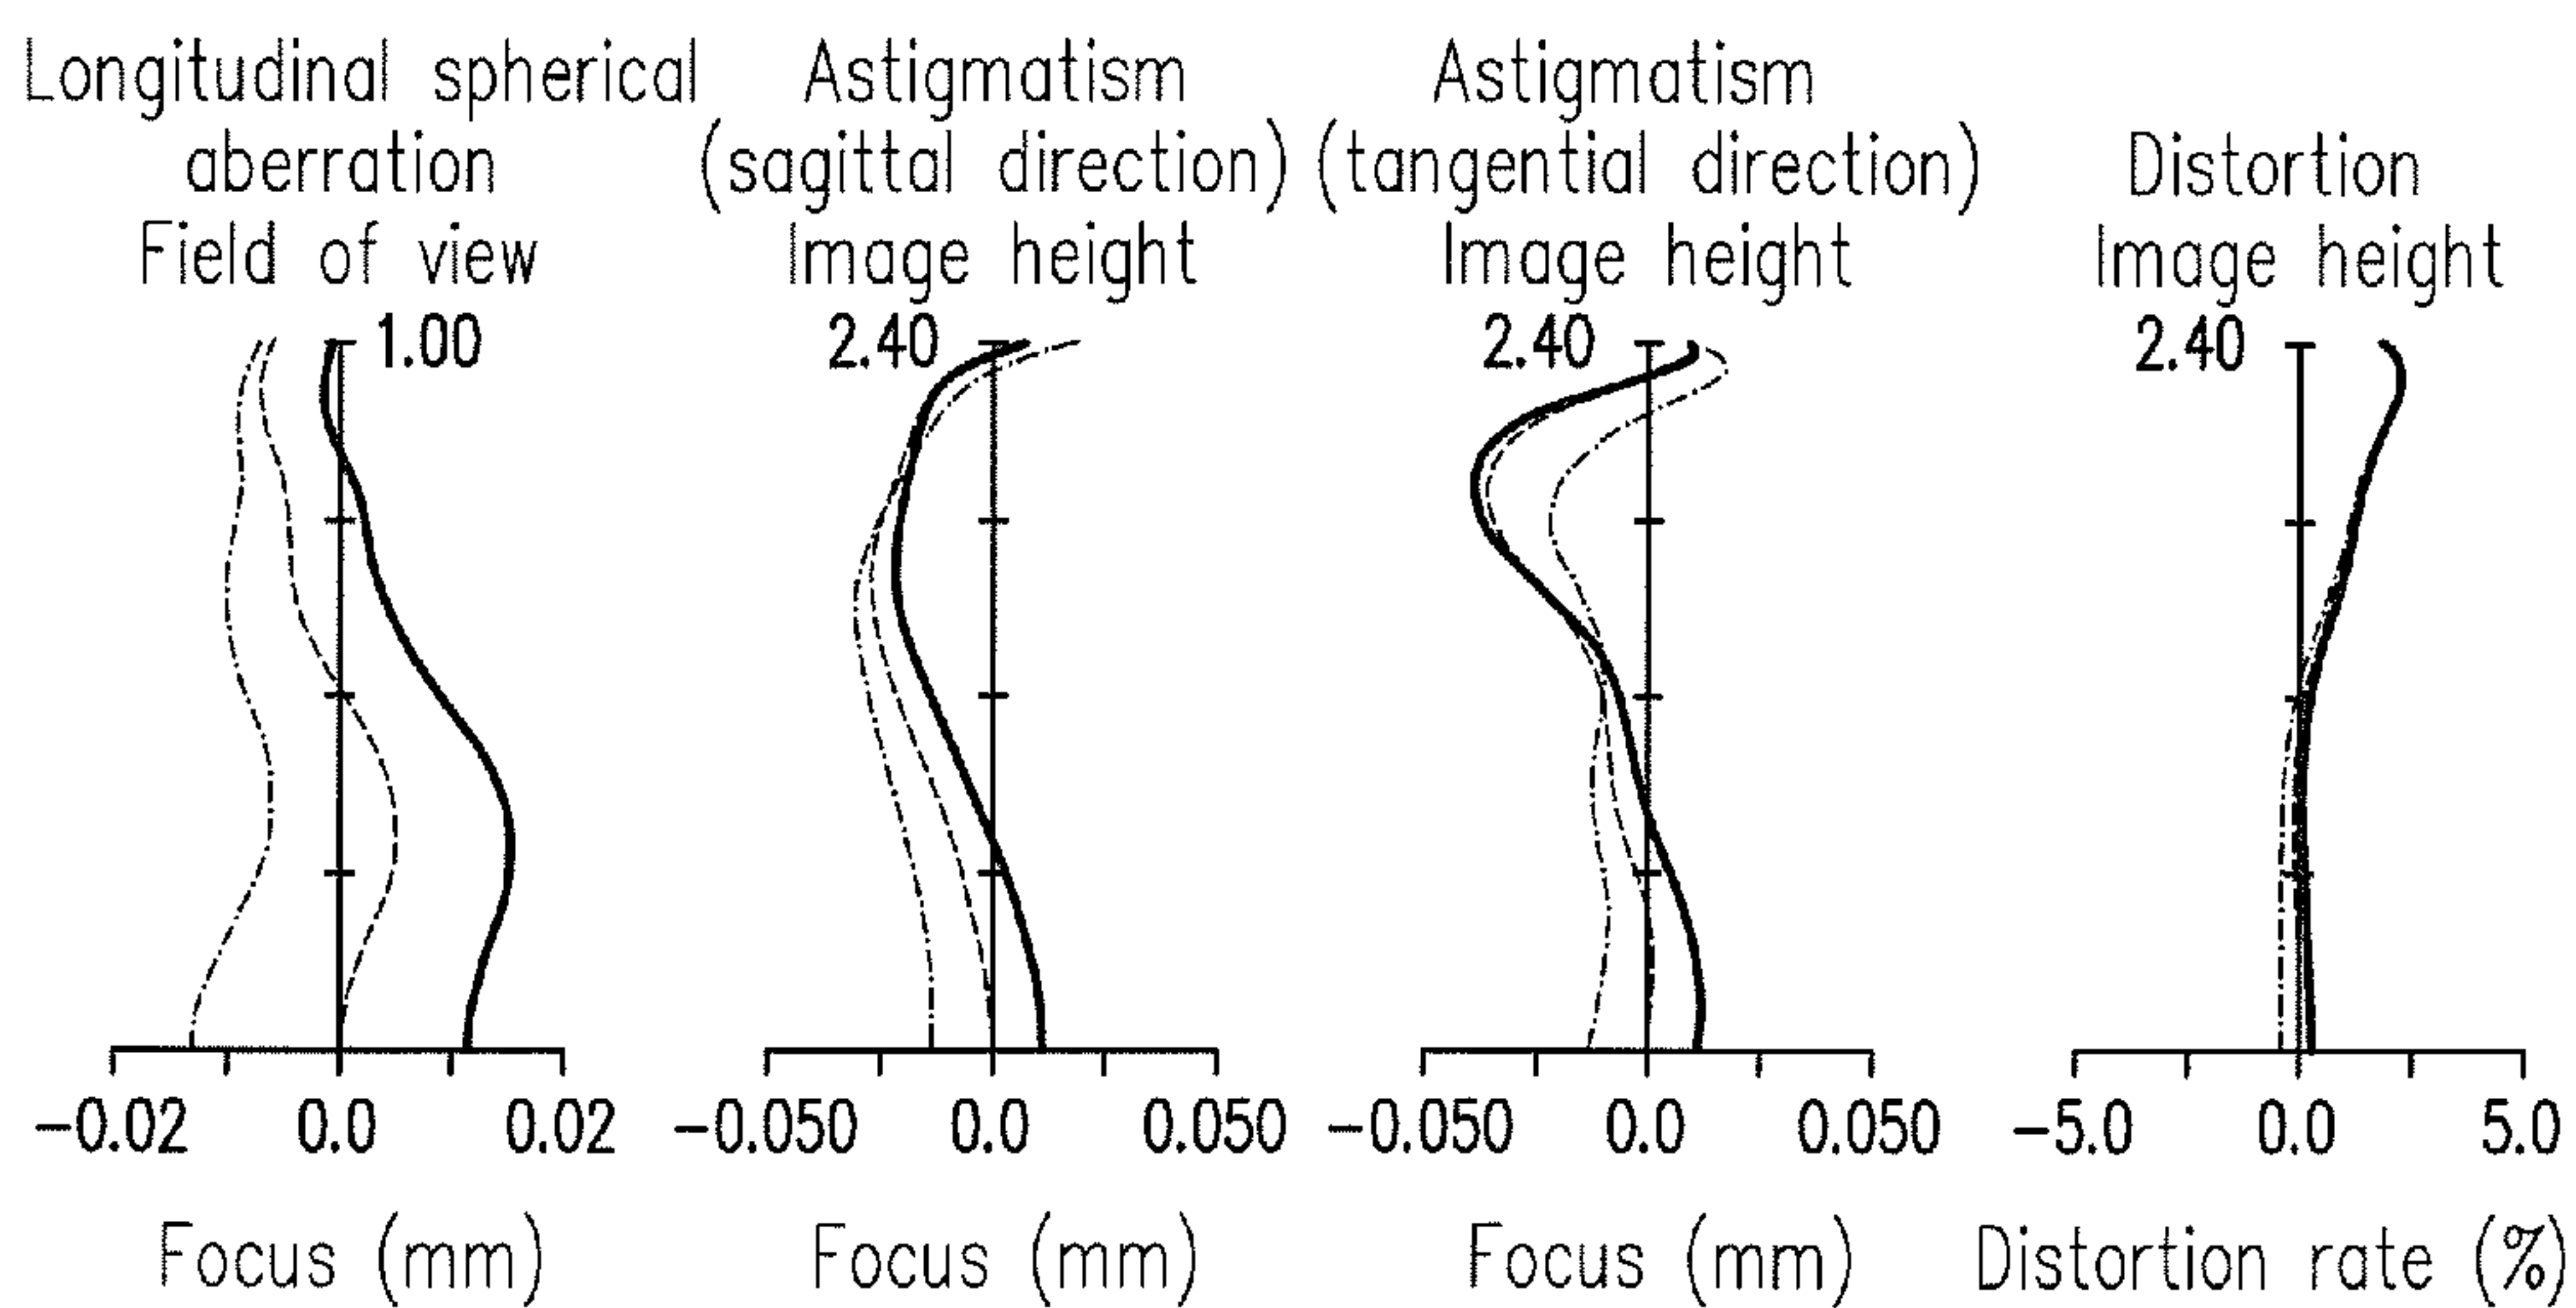 Longitudinal spherical
aberration
Field of view
1.00
-0.02 0.0 0.02
Focus (mm)
Astigmatism
(sagittal direction)
Image height
2.40
-0.050 0.0 0.050
Focus (mm)
Astigmatism
(tangential direction)
Image height
2.40
-0.050 0.0 0.050
Focus (mm)
Distortion
Image height
2.40
-5.0 0.0 5.0
Distortion rate (%)